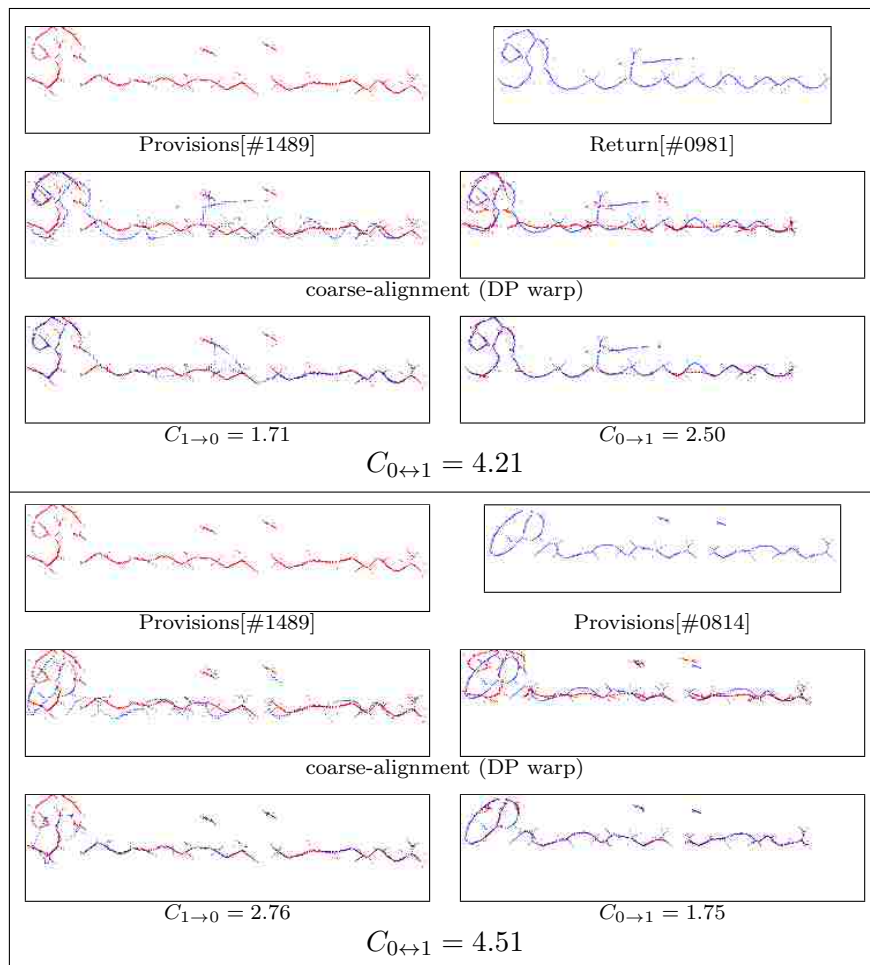 Provisions[#1489] Return[#0981]
coarse-alignment (DP warp)
C₁→₀ = 1.71 C₀→₁ = 2.50
C₀↔₁ = 4.21
Provisions[#1489] Provisions[#0814]
coarse-alignment (DP warp)
C₁→₀ = 2.76 C₀→₁ = 1.75
C₀↔₁ = 4.51